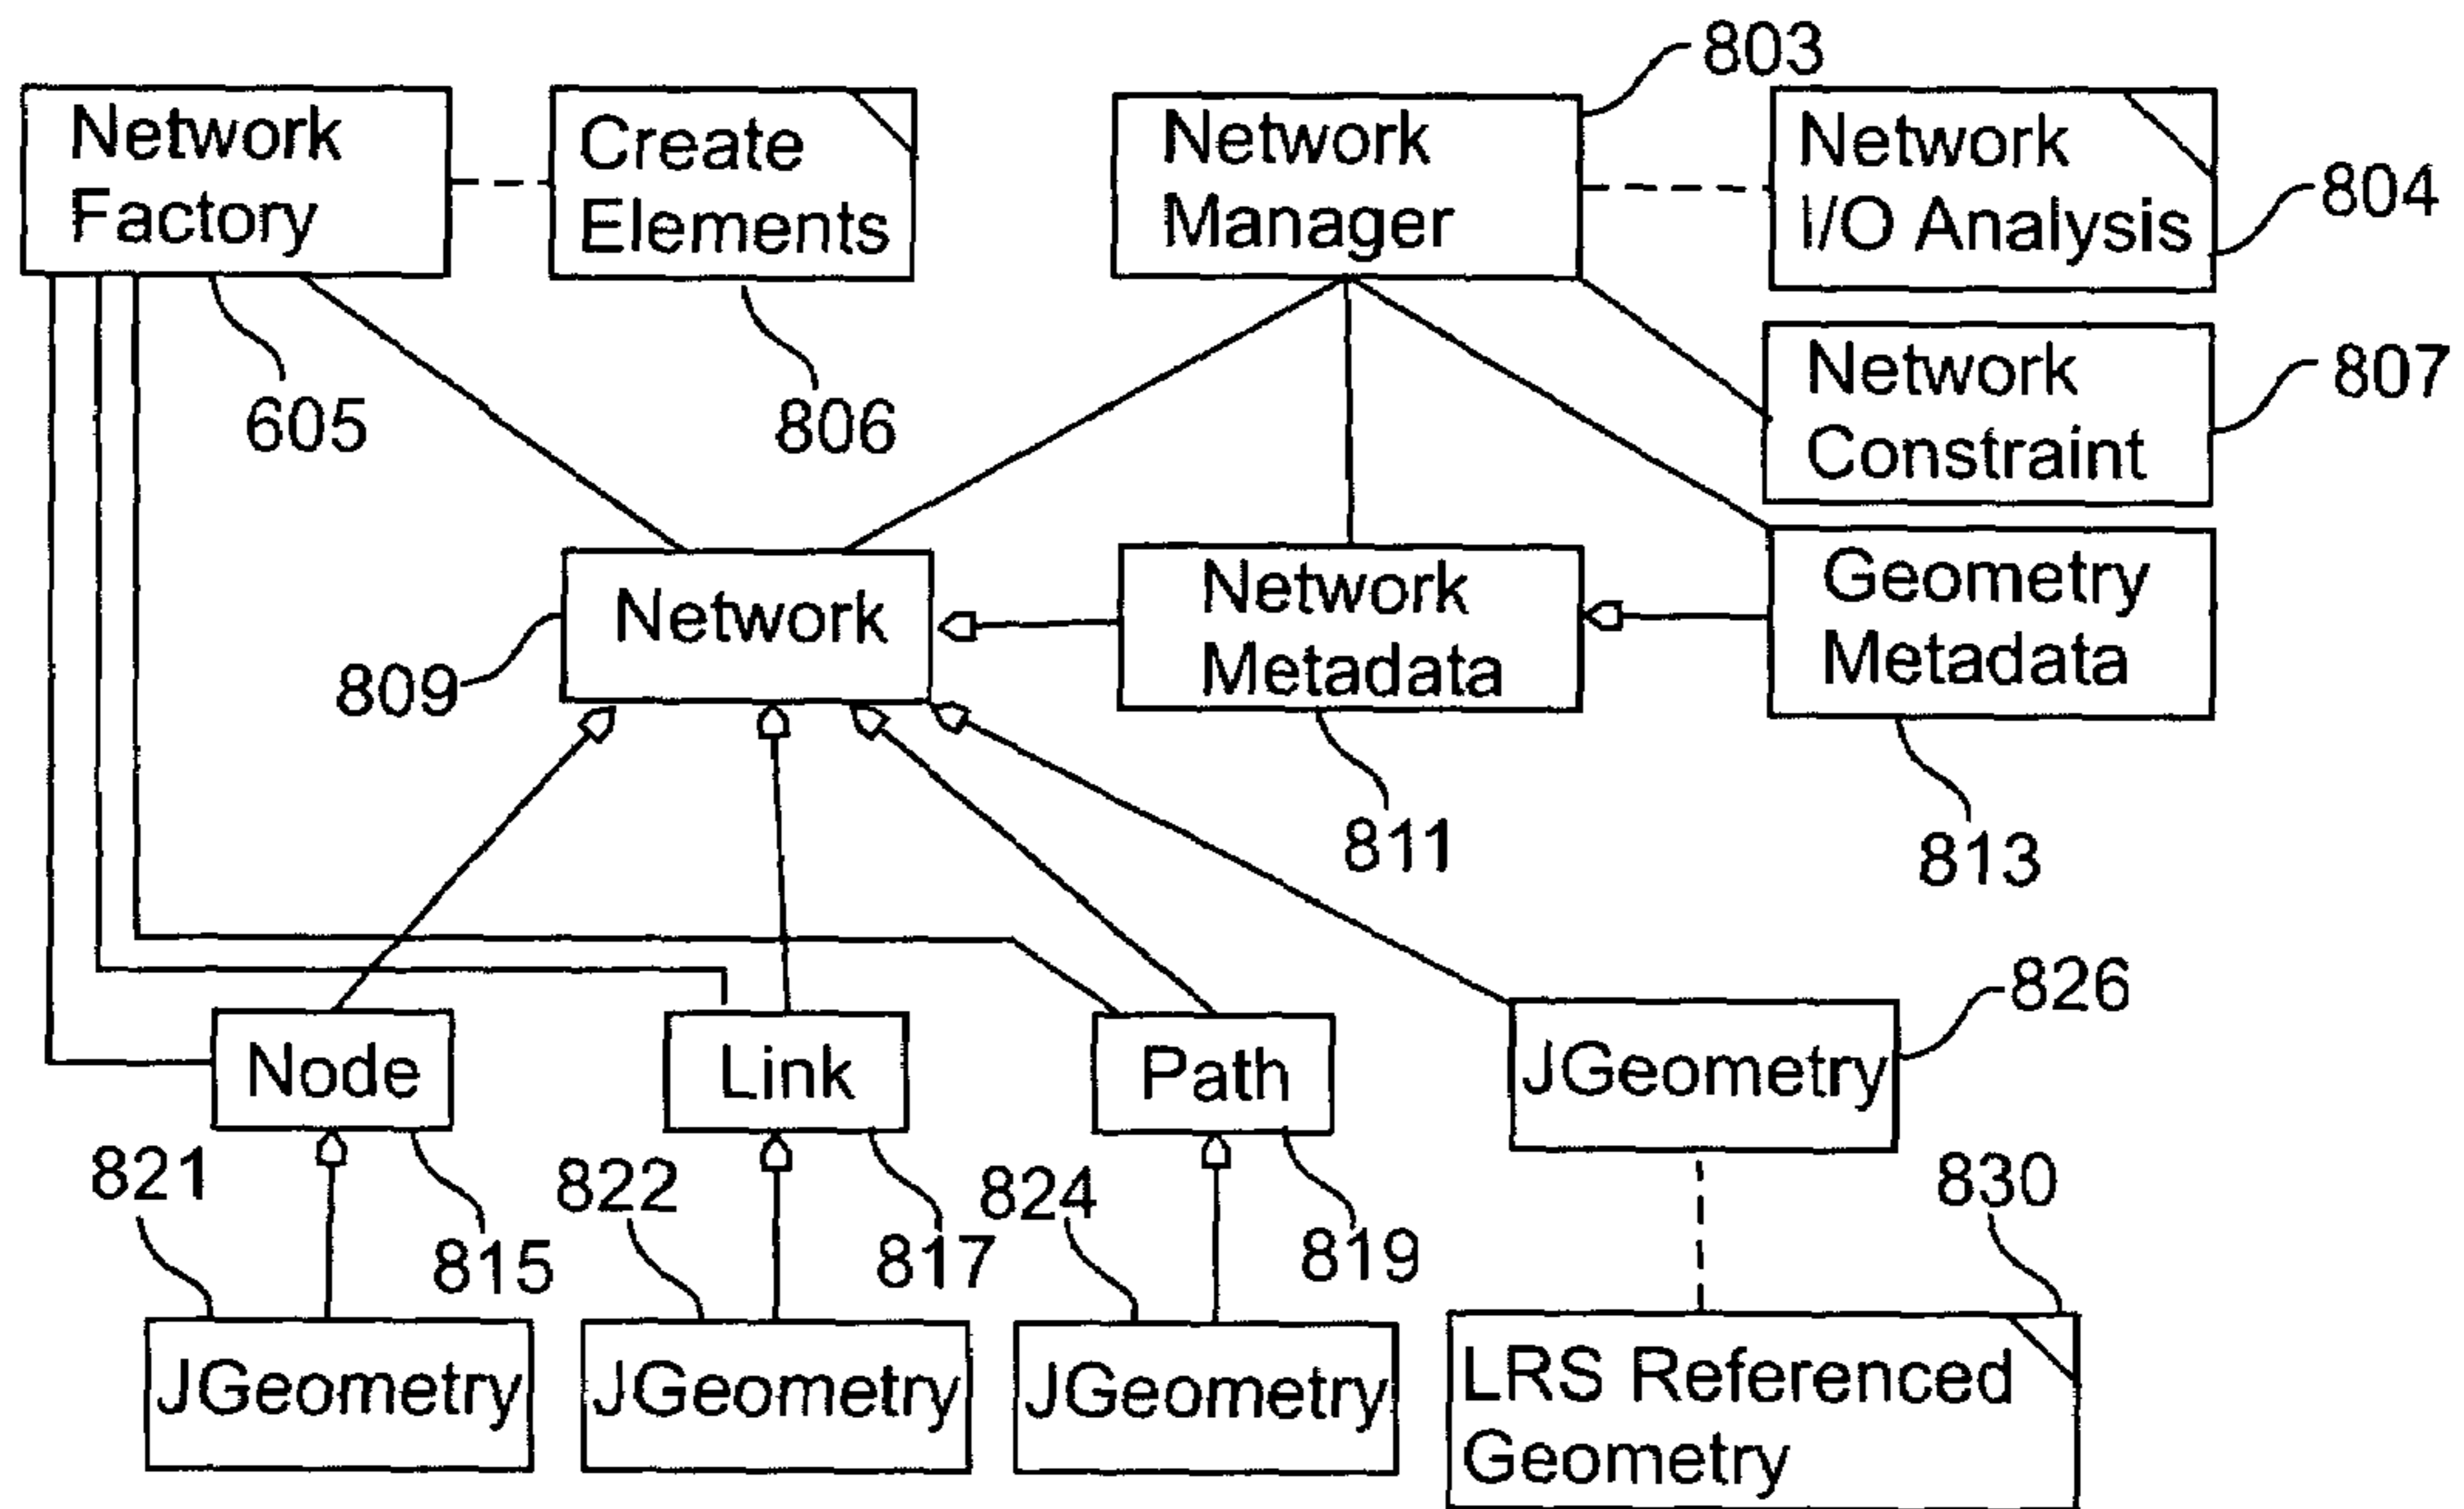 803
Network
Factory
Create
Elements
Network
Manager
Network
I/O Analysis
804
605
806
Network
Constraint
807
Network
809
Network
Metadata
811
Geometry
Metadata
813
Node
Link
Path
JGeometry
826
821
815
822
817
824
819
830
JGeometry
JGeometry
JGeometry
LRS Referenced
Geometry